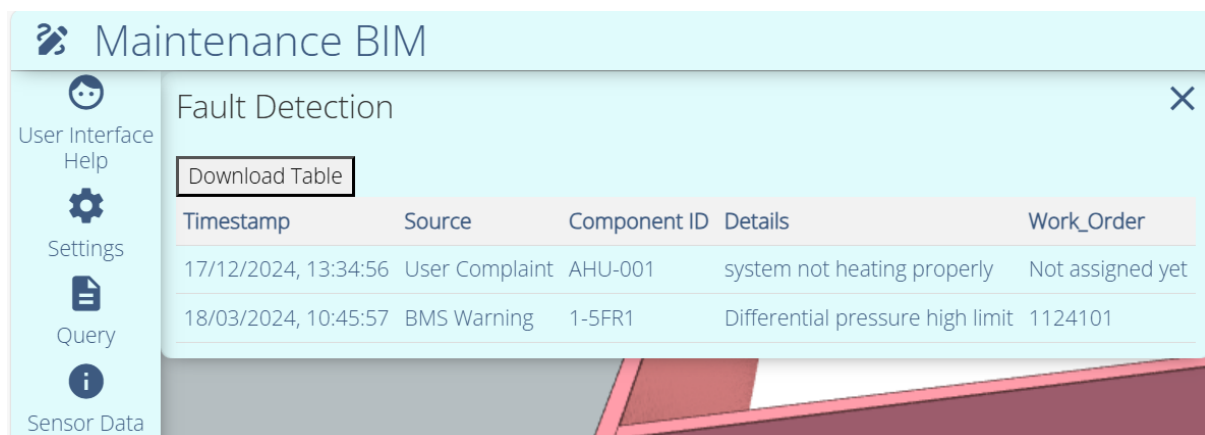 Maintenance BIM
User Interface
Help
Settings
Query
Sensor Data
Fault Detection
Download Table
Timestamp Source Component ID Details Work_Order
17/12/2024, 13:34:56 User Complaint AHU-001 system not heating properly Not assigned yet
18/03/2024, 10:45:57 BMS Warning 1-5FR1 Differential pressure high limit 1124101